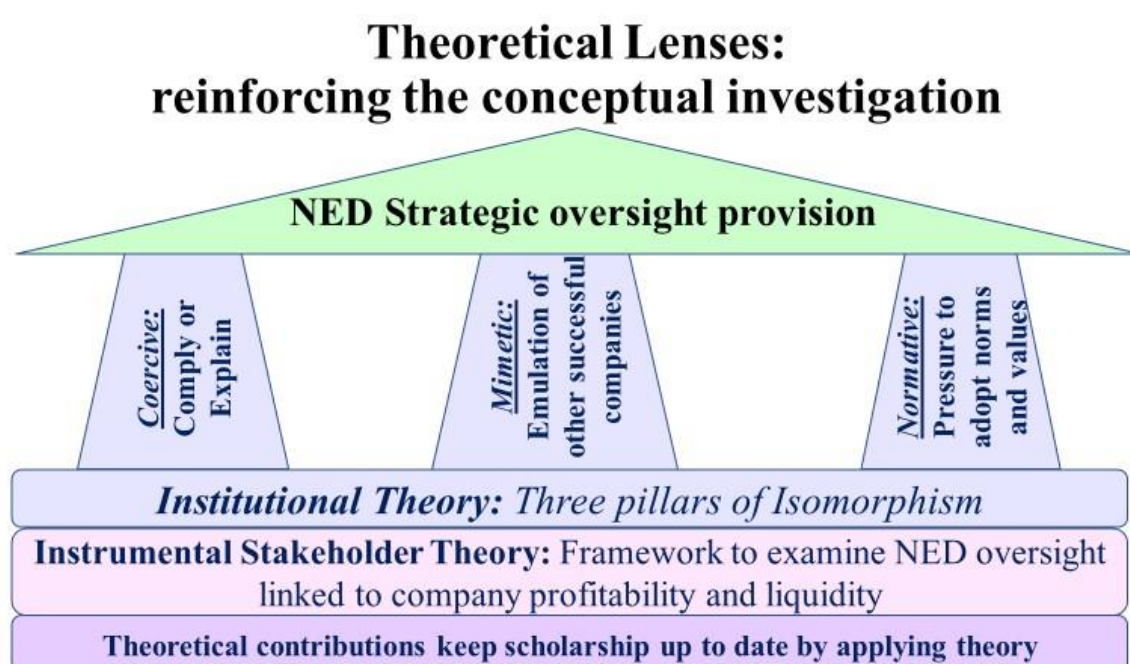 Theoretical Lenses:
reinforcing the conceptual investigation
NED Strategic oversight provision
Coercive:
Comply or
Explain
Mimetic:
Emulation of
other successful
companies
Normative:
Pressure to
adopt norms
and values
Institutional Theory: Three pillars of Isomorphism
Instrumental Stakeholder Theory: Framework to examine NED oversight
linked to company profitability and liquidity
Theoretical contributions keep scholarship up to date by applying theory